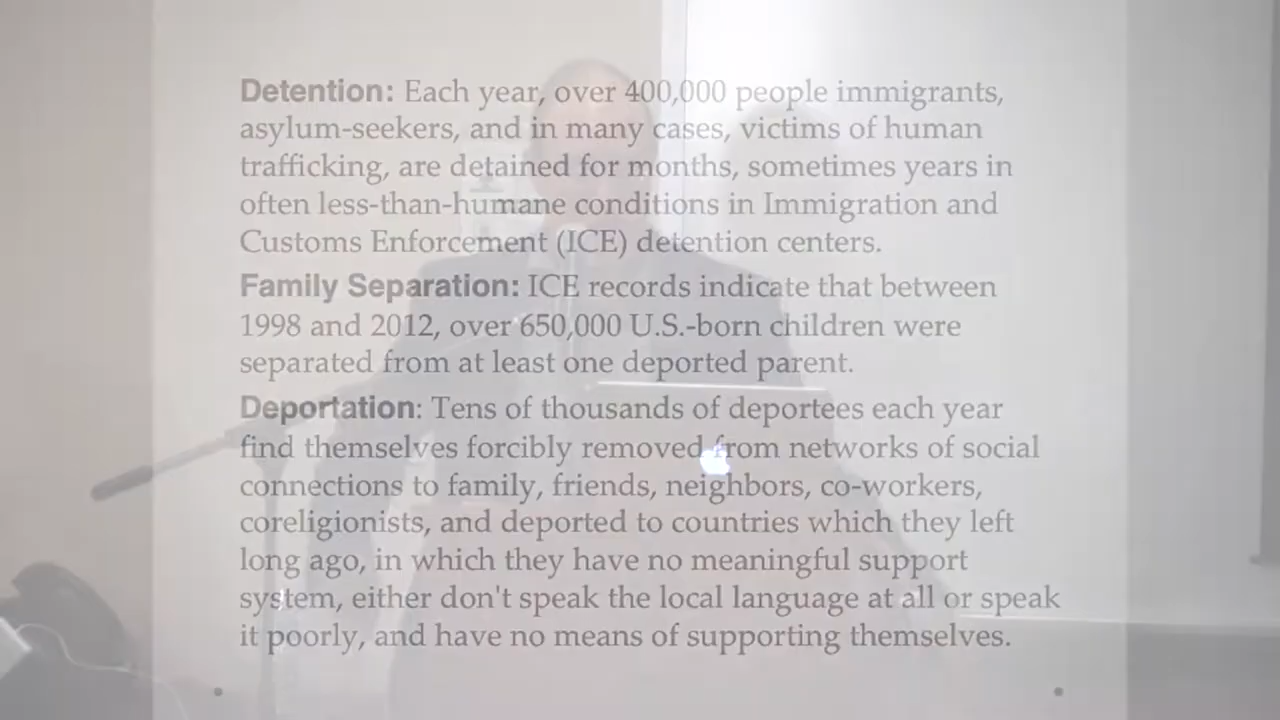 Detention: Each year, over 400,000 people immigrants,
asylum-seekers, and in many cases, victims of human
trafficking, are detained for months, sometimes years in
often less-than-humane conditions in Immigration and
Customs Enforcement (ICE) detention centers.
Family Separation: ICE records indicate that between
1998 and 2012, over 650,000 U.S.-born children were
separated from at least one deported parent.
Deportation: Tens of thousands of deportees each year
find themselves forcibly removed from networks of social
connections to family, friends, neighbors, co-workers,
coreligionists, and deported to countries which they left
long ago, in which they have no meaningful support
system, either don't speak the local language at all or speak
it poorly, and have no means of supporting themselves.